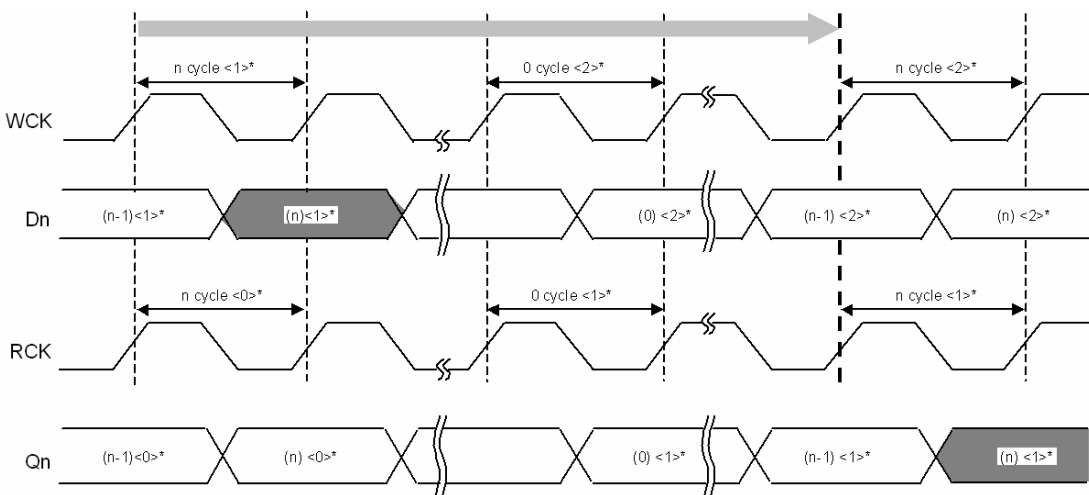 n cycle <1>* 0 cycle <2>* n cycle <2>*
WCK
Dn (n-1)<1>* (n)<1>* (0) <2>* (n-1) <2>* (n) <2>*
n cycle <0>* 0 cycle <1>* n cycle <1>*
RCK
Qn (n-1)<0>* (n) <0>* (0) <1>* (n-1) <1>* (n) <1>*